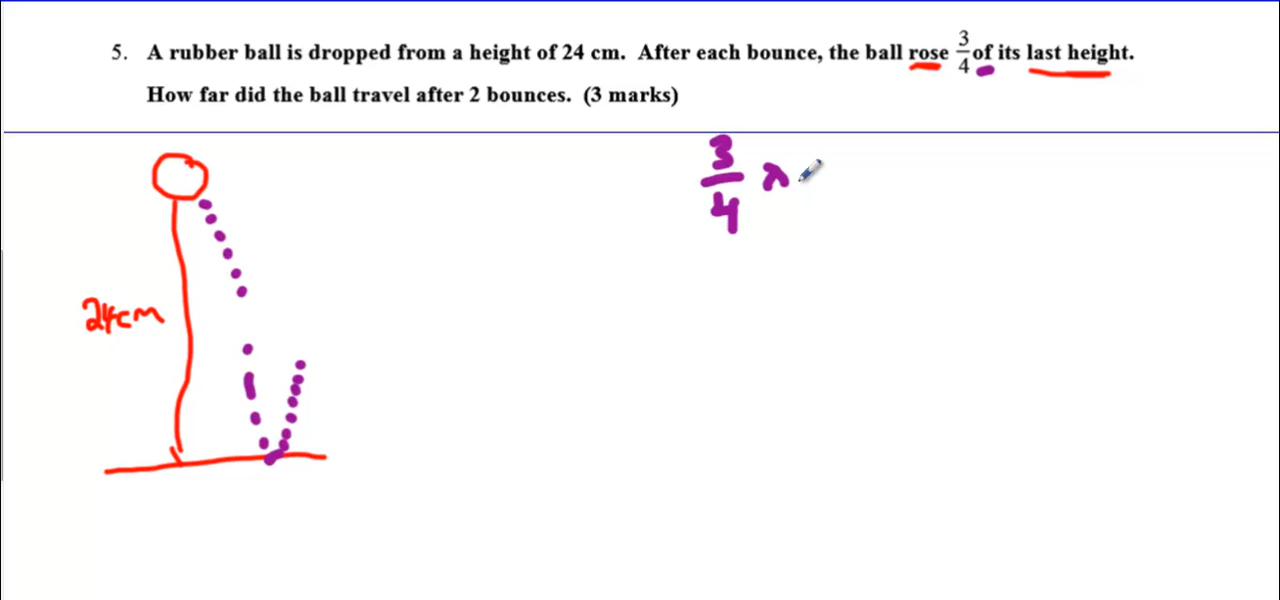 5. A rubber ball is dropped from a height of 24 cm. After each bounce, the ball rose 3/4 of its last height.
How far did the ball travel after 2 bounces. (3 marks)
3/4 ×
24cm